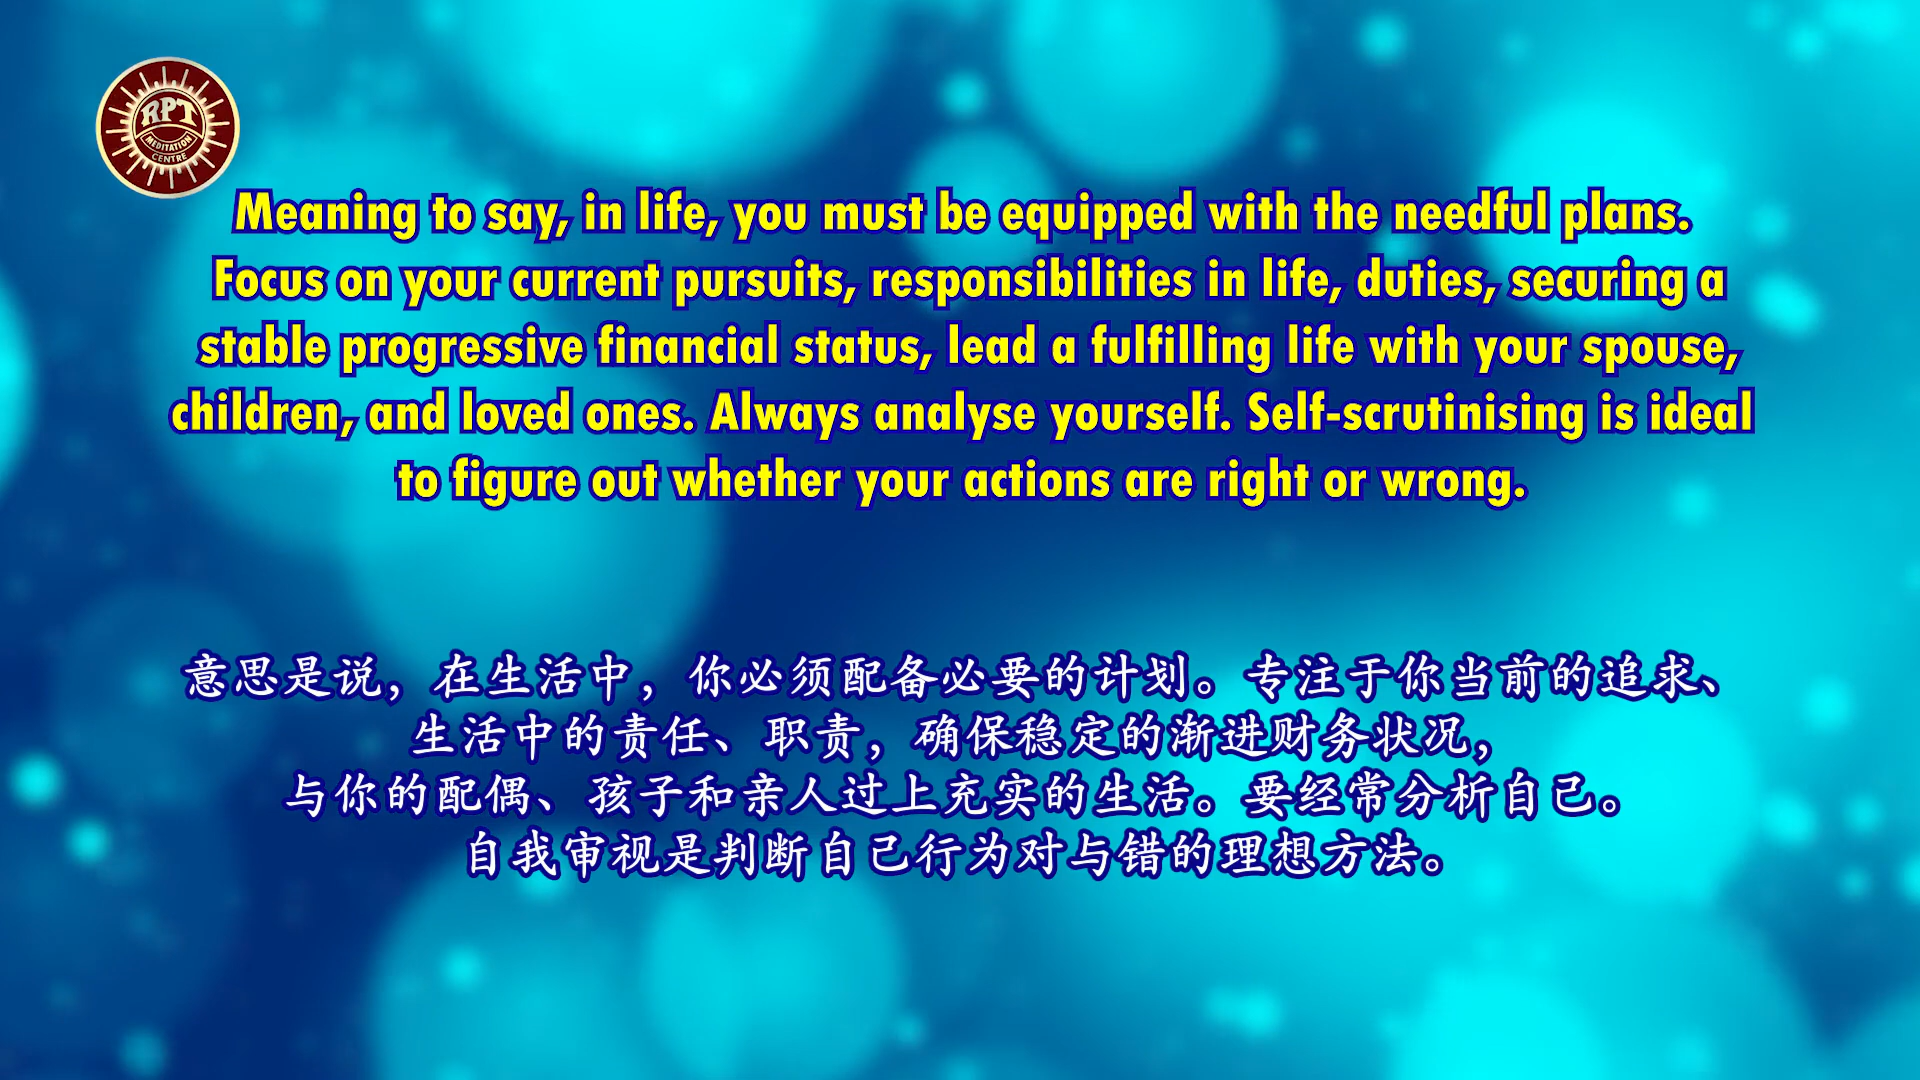 RPT
MEDITATION
CENTRE
Meaning to say, in life, you must be equipped with the needful plans.
Focus on your current pursuits, responsibilities in life, duties, securing a
stable progressive financial status, lead a fulfilling life with your spouse,
children, and loved ones. Always analyse yourself. Self-scrutinising is ideal
to figure out whether your actions are right or wrong.
意思是说，在生活中，你必须配备必要的计划。专注于你当前的追求、
生活中的责任、职责，确保稳定的渐进财务状况，
与你的配偶、孩子和亲人过上充实的生活。要经常分析自己。
自我审视是判断自己行为对与错的理想方法。